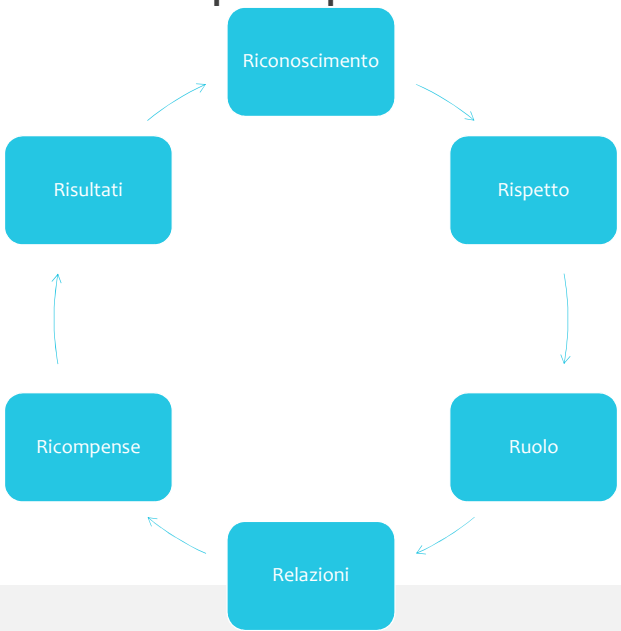 Riconoscimento
Rispetto
Ruolo
Relazioni
Ricompense
Risultati